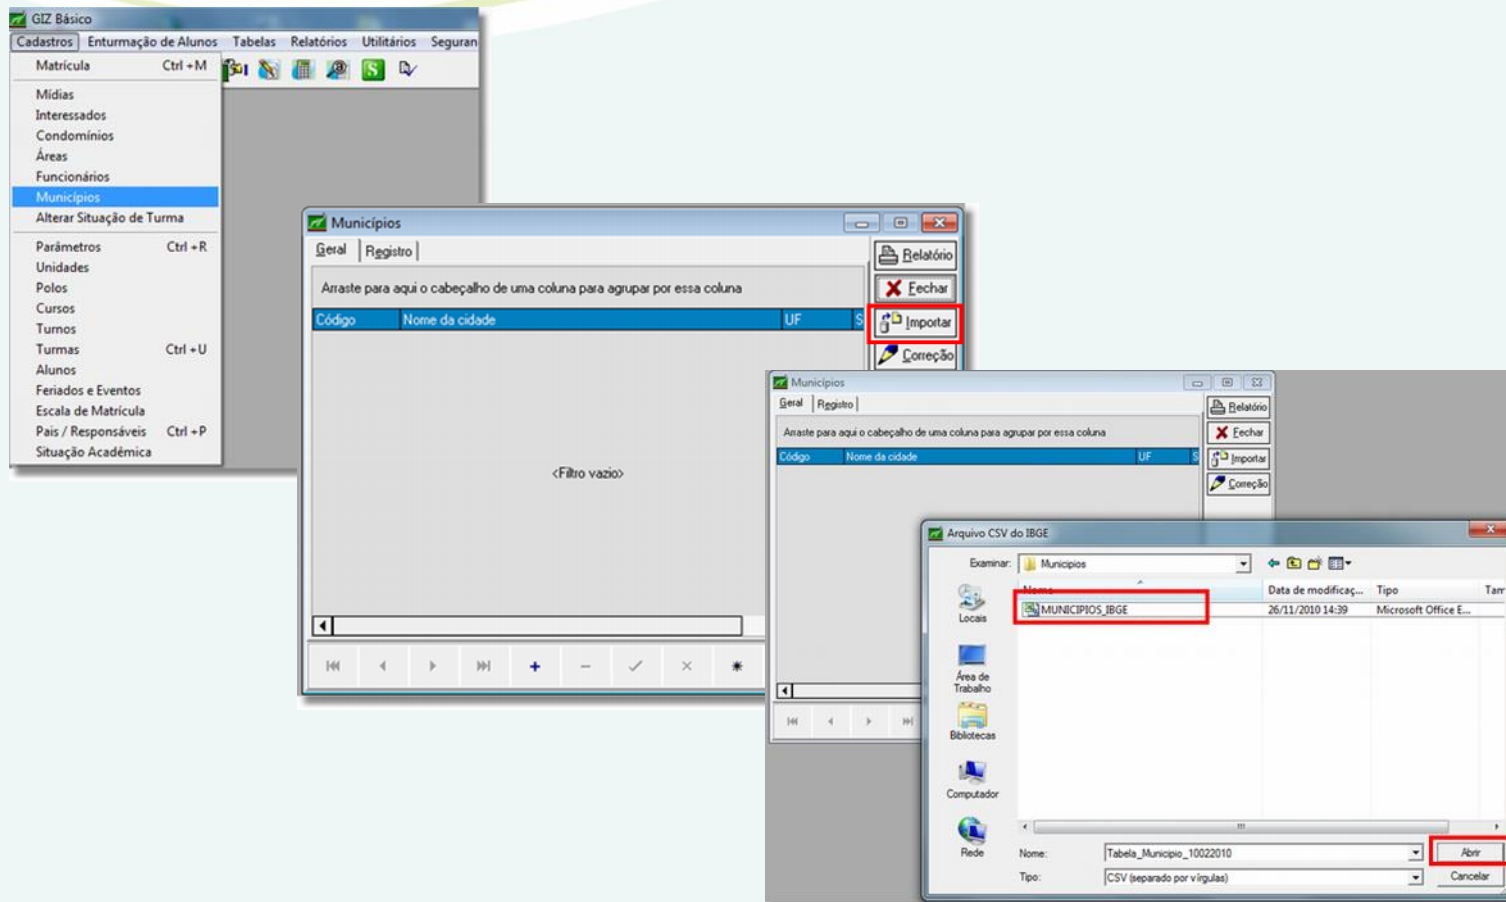 GIZ Básico
Cadastros Enturmação de Alunos Tabelas Relatórios Utilitários Seguran
Matrícula Ctrl+M
Mídias
Interessados
Condomínios
Áreas
Funcionários
Municípios
Alterar Situação de Turma
Parâmetros Ctrl+R
Unidades
Polos
Cursos
Turnos
Turmas Ctrl+U
Alunos
Feriados e Eventos
Escala de Matrícula
Pais / Responsáveis Ctrl+P
Situação Acadêmica
Municípios
Geral Registro
Relatório
Arraste para aqui o cabeçalho de uma coluna para agrupar por essa coluna
Fechar
Código Nome da cidade UF S
Importar
Correção
<Filtro vazio>
Municípios
Geral Registro
Relatório
Arraste para aqui o cabeçalho de uma coluna para agrupar por essa coluna
Fechar
Código Nome da cidade UF S
Importar
Correção
Arquivo CSV do IBGE
Examinar: Municipios
Nome Data de modificaç... Tipo Tam
MUNICIPIOS_IBGE 26/11/2010 14:39 Microsoft Office E...
Locais
Área de
Trabalho
Bibliotecas
Computador
Rede
Nome: Tabela_Municipio_10022010 Abrir
Tipo: CSV (separado por vírgulas) Cancelar